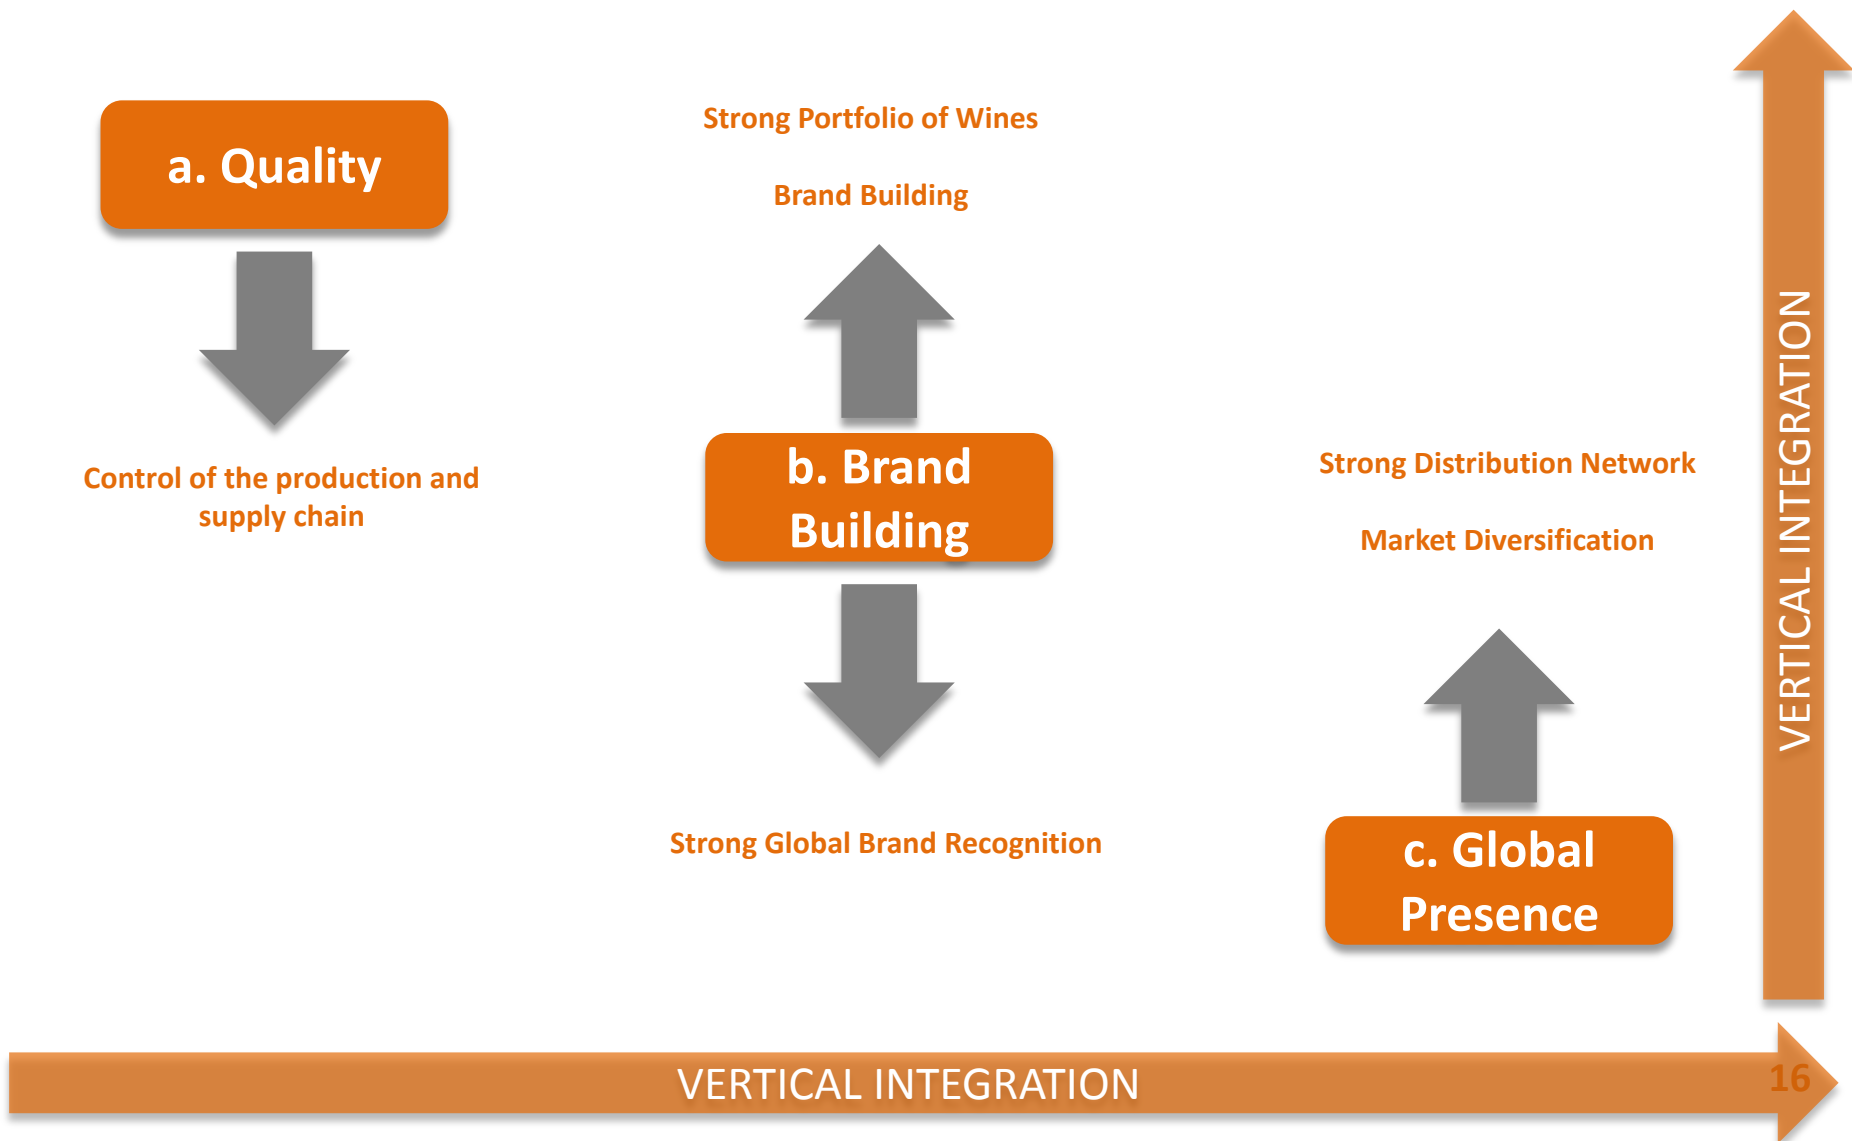 a. Quality
Control of the production and
supply chain
Strong Portfolio of Wines
Brand Building
b. Brand
Building
Strong Global Brand Recognition
Strong Distribution Network
Market Diversification
c. Global
Presence
VERTICAL INTEGRATION
VERTICAL INTEGRATION
16